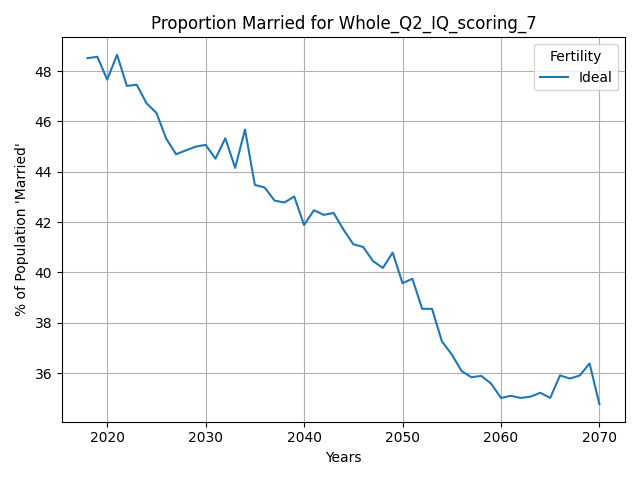 Proportion Married for Whole_Q2_IQ_scoring_7
Fertility
Ideal
% of Population 'Married'
48
46
44
42
40
38
36
2020 2030 2040 2050 2060 2070
Years